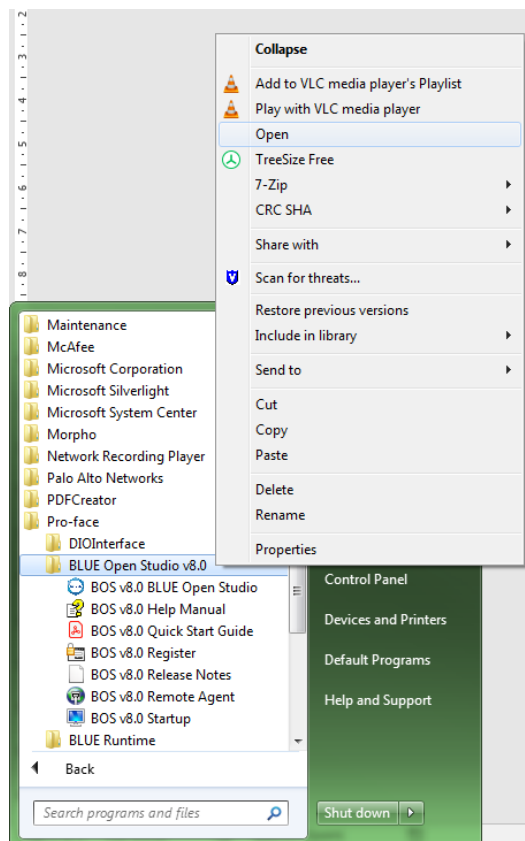 2
3
4
5
6
7
8
Collapse
Add to VLC media player's Playlist
Play with VLC media player
Open
TreeSize Free
7-Zip
CRC SHA
Share with
Scan for threats...
Restore previous versions
Include in library
Send to
Cut
Copy
Paste
Delete
Rename
Properties
Maintenance
McAfee
Microsoft Corporation
Microsoft Silverlight
Microsoft System Center
Morpho
Network Recording Player
Palo Alto Networks
PDFCreator
Pro-face
DIOInterface
BLUE Open Studio v8.0
BOS v8.0 BLUE Open Studio
BOS v8.0 Help Manual
BOS v8.0 Quick Start Guide
BOS v8.0 Register
BOS v8.0 Release Notes
BOS v8.0 Remote Agent
BOS v8.0 Startup
BLUE Runtime
Back
Search programs and files
Control Panel
Devices and Printers
Default Programs
Help and Support
Shut down